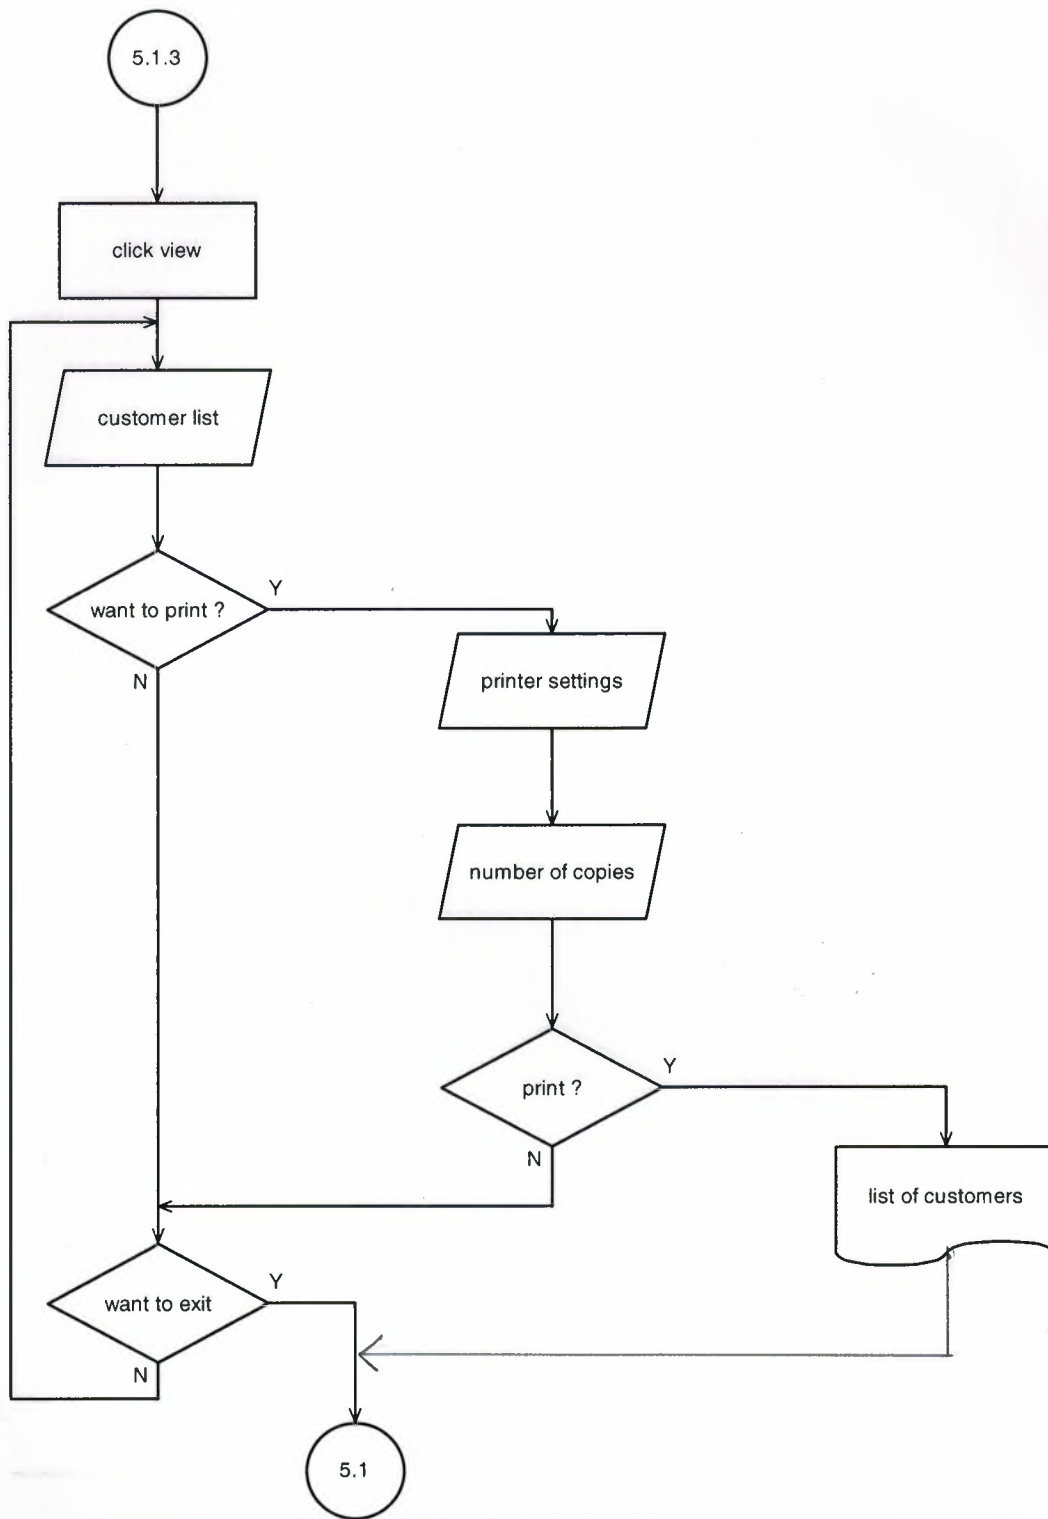 5.1.3
click view
customer list
want to print ?
Y
N
printer settings
number of copies
print ?
Y
N
list of customers
want to exit
Y
N
5.1